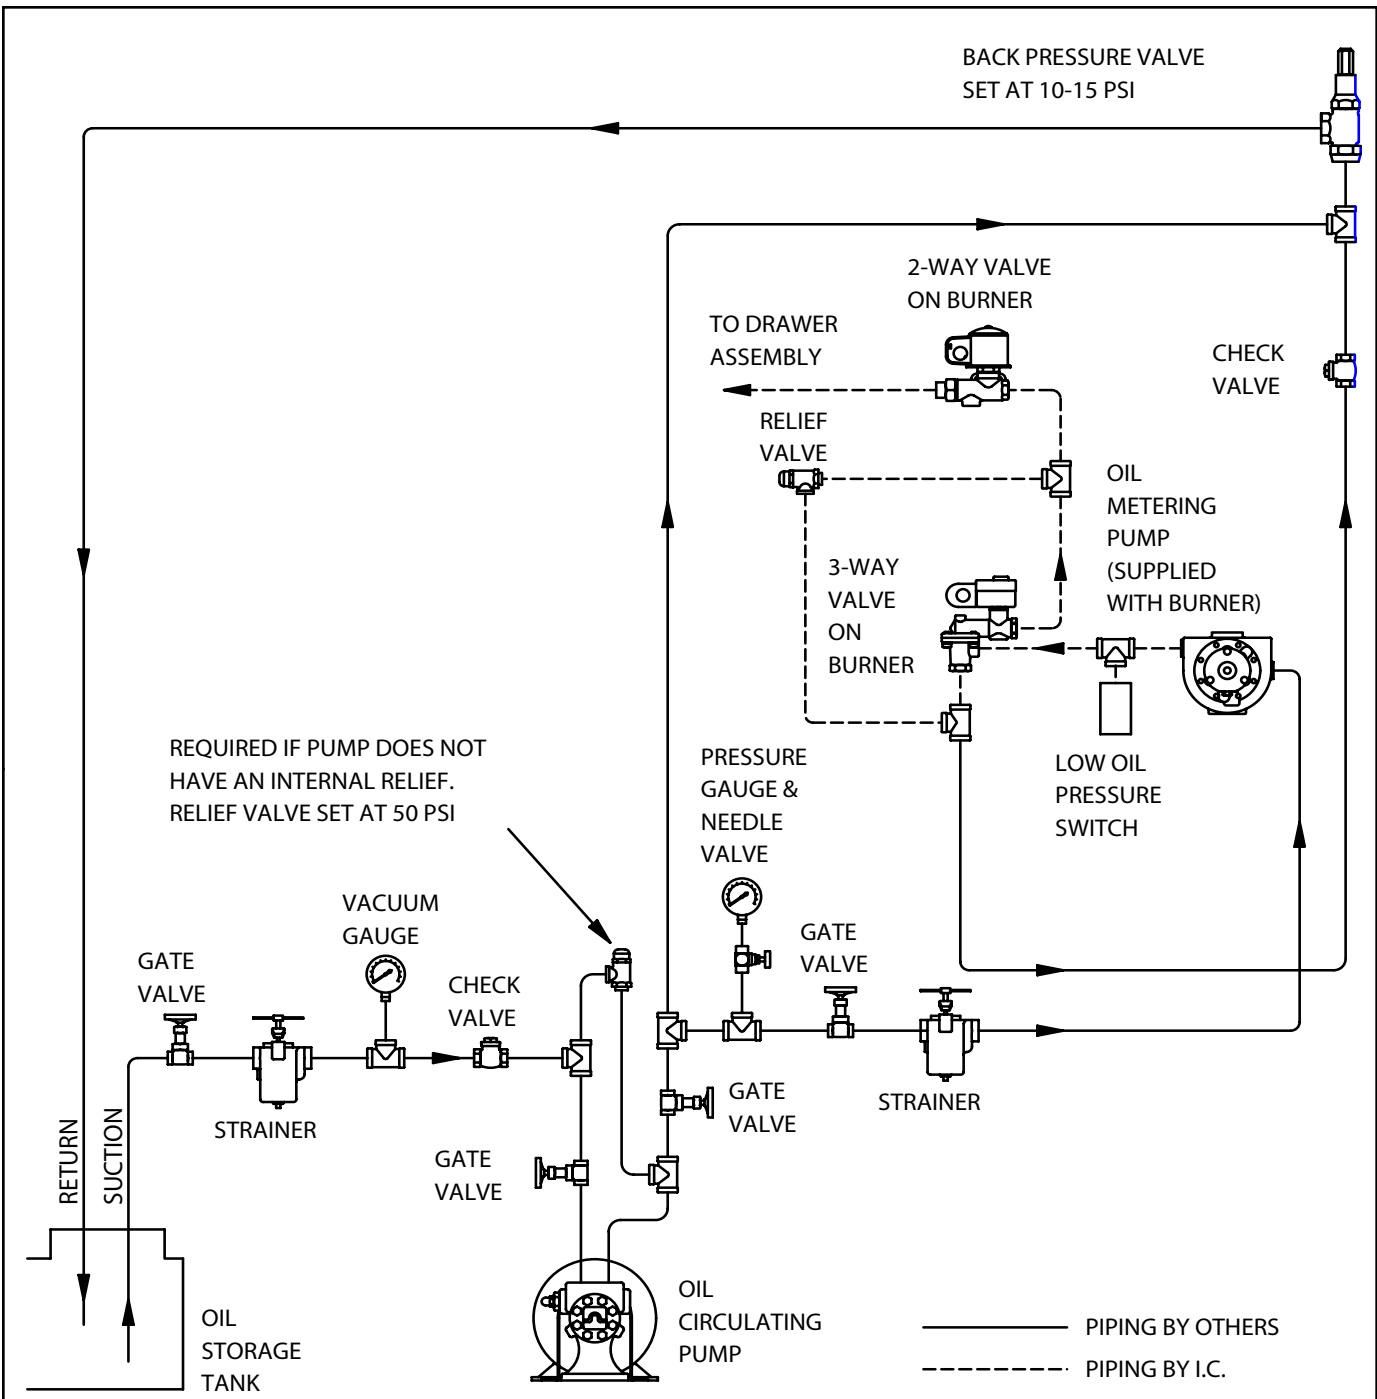 BACK PRESSURE VALVE
SET AT 10-15 PSI
2-WAY VALVE
ON BURNER
TO DRAWER
ASSEMBLY
CHECK
VALVE
RELIEF
VALVE
OIL
METERING
PUMP
(SUPPLIED
WITH BURNER)
3-WAY
VALVE
ON
BURNER
REQUIRED IF PUMP DOES NOT
HAVE AN INTERNAL RELIEF.
RELIEF VALVE SET AT 50 PSI
PRESSURE
GAUGE &
NEEDLE
VALVE
LOW OIL
PRESSURE
SWITCH
VACUUM
GAUGE
GATE
VALVE
CHECK
VALVE
GATE
VALVE
STRAINER
GATE
VALVE
STRAINER
RETURN
SUCTION
GATE
VALVE
OIL
STORAGE
TANK
OIL
CIRCULATING
PUMP
PIPING BY OTHERS
PIPING BY I.C.